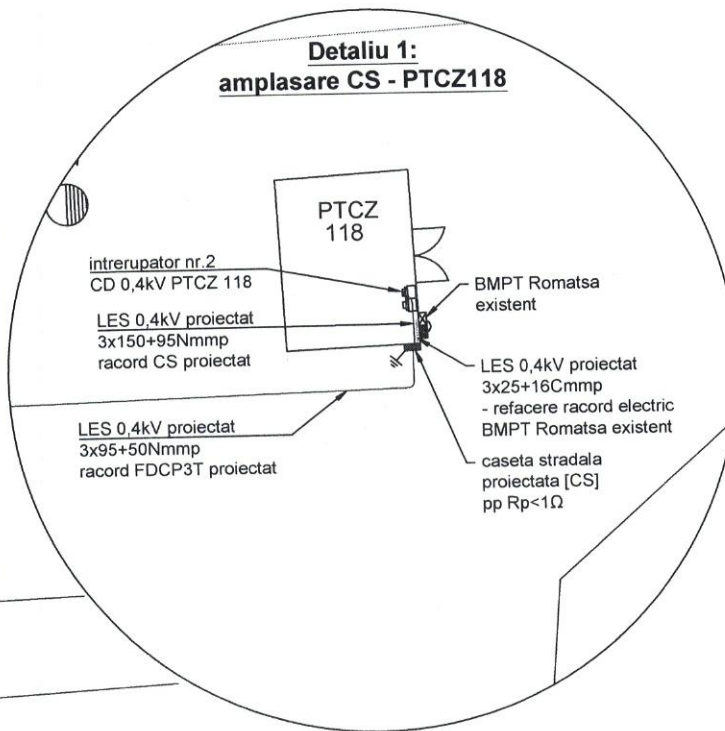 Detaliu 1:
amplasare CS - PTCZ118
PTCZ
118
intrerupator nr.2
CD 0,4kV PTCZ 118
LES 0,4kV proiectat
3x150+95Nmmp
racord CS proiectat
LES 0,4kV proiectat
3x95+50Nmmp
racord FDCP3T proiectat
BMPT Romatsa
existent
LES 0,4kV proiectat
3x25+16Cmmp
- refacere racord electric
BMPT Romatsa existent
caseta stradala
proiectata [CS]
pp Rp<1Ω